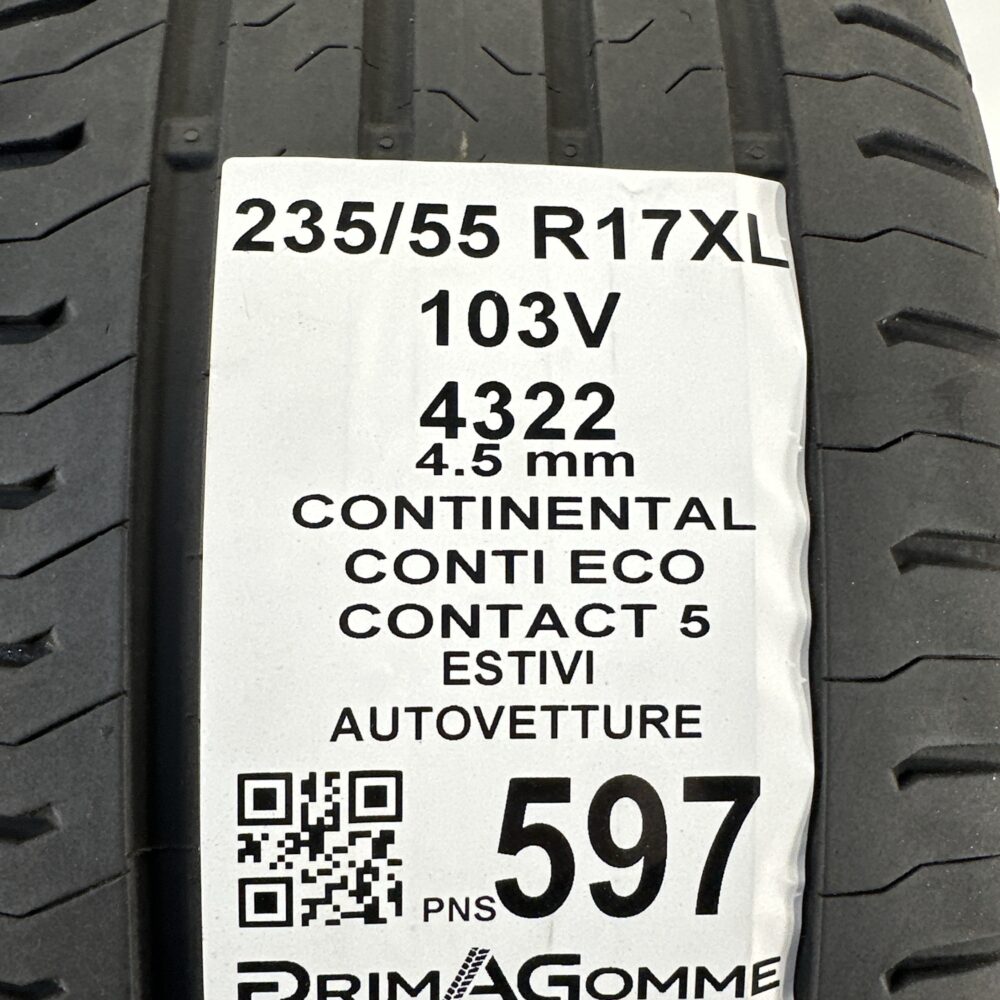 235/55 R17XL
103V
4322
4.5 mm
CONTINENTAL
CONTI ECO
CONTACT 5
ESTIVI
AUTOVETTURE
PNS 597
PRIMAGOMME